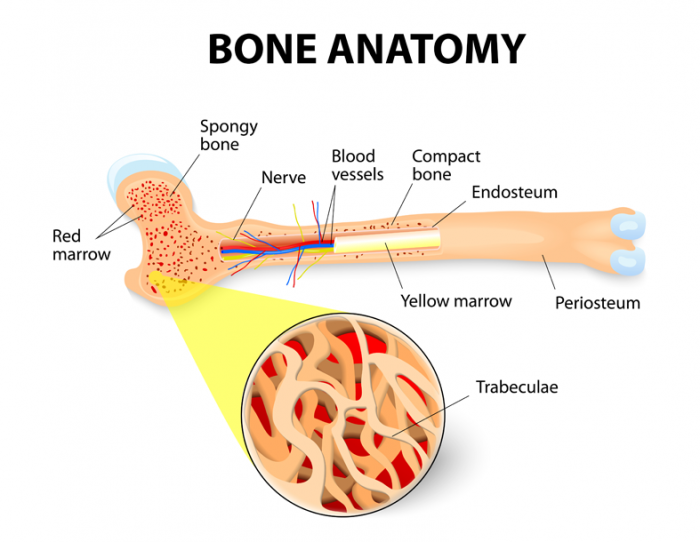 BONE ANATOMY
Spongy
bone
Nerve
Blood
vessels
Compact
bone
Endosteum
Red
marrow
Yellow marrow
Periosteum
Trabeculae